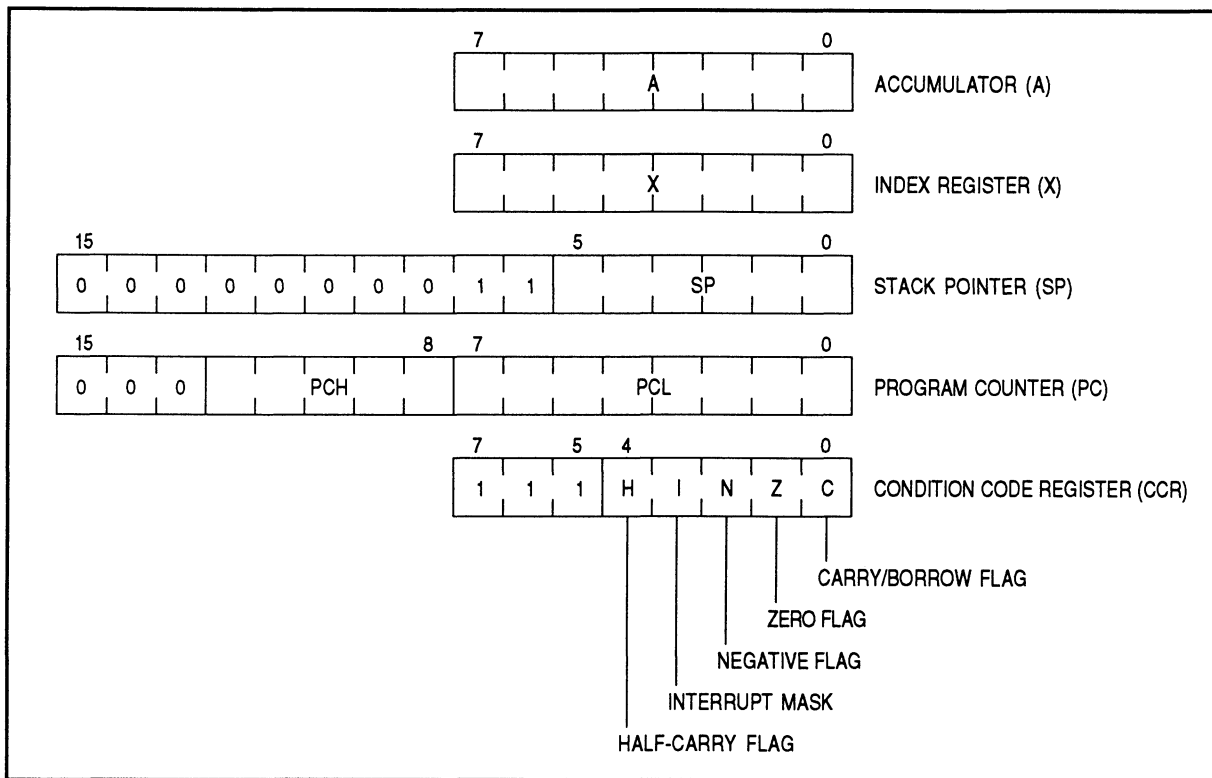 7 0
A ACCUMULATOR (A)
7 0
X INDEX REGISTER (X)
15 5 0
0 0 0 0 0 0 0 0 1 1 SP STACK POINTER (SP)
15 8 7 0
0 0 0 PCH PCL PROGRAM COUNTER (PC)
7 5 4 0
1 1 1 H I N Z C CONDITION CODE REGISTER (CCR)
CARRY/BORROW FLAG
ZERO FLAG
NEGATIVE FLAG
INTERRUPT MASK
HALF-CARRY FLAG